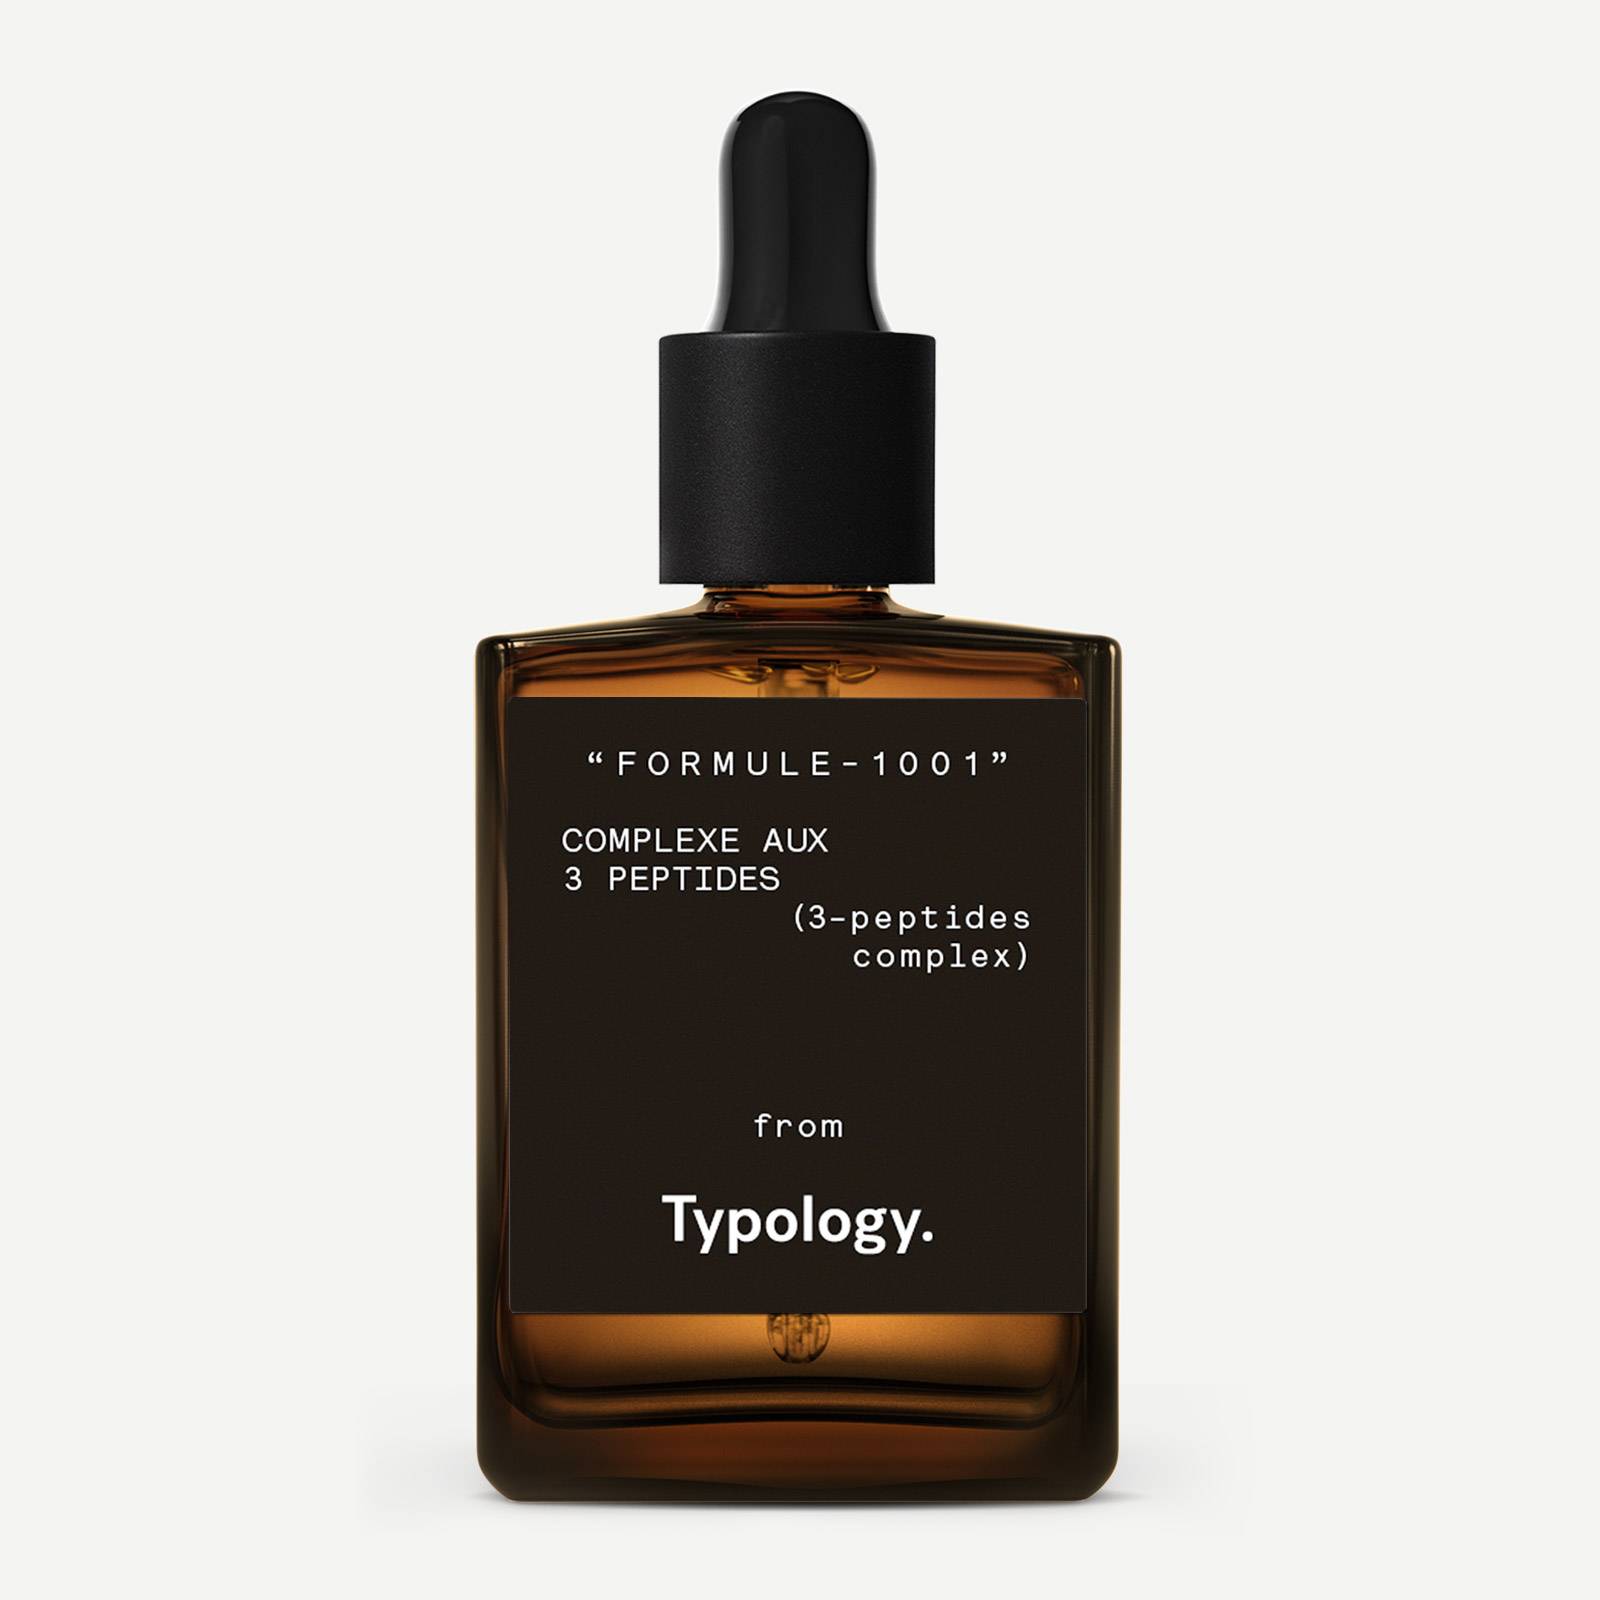 “FORMULE-1001”
COMPLEXE AUX
3 PEPTIDES
(3-peptides
complex)
from
Typology.